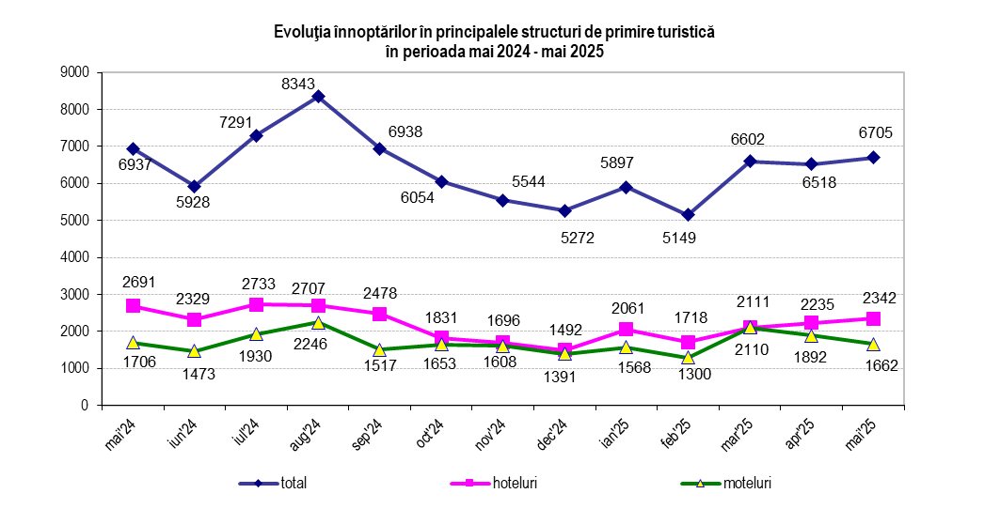 Evoluţia înnoptărilor în principalele structuri de primire turistică
în perioada mai 2024 - mai 2025
9000
8000
7000
6000
5000
4000
3000
2000
1000
0
6937
5928
7291
8343
6938
6054
5544
5272
5897
5149
6602
6518
6705
2691
2329
2733
2707
2478
1831
1696
1492
2061
1718
2111
2235
2342
1706
1473
1930
2246
1517
1653
1608
1391
1568
1300
2110
1892
1662
mai'24
iun'24
iul'24
aug'24
sep'24
oct'24
nov'24
dec'24
ian'25
feb'25
mar'25
apr'25
mai'25
total
hoteluri
moteluri